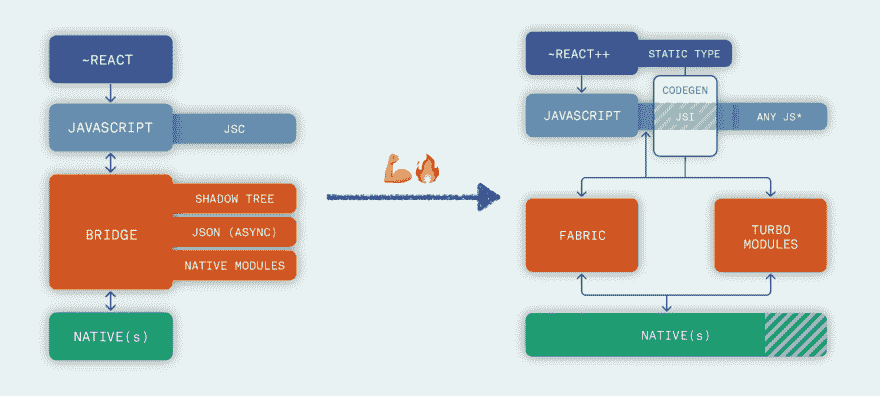 ~REACT
JAVASCRIPT
JSC
BRIDGE
SHADOW TREE
JSON (ASYNC)
NATIVE MODULES
NATIVE(s)
~REACT++
STATIC TYPE
CODEGEN
JAVASCRIPT
JSI
ANY JS*
FABRIC
TURBO
MODULES
NATIVE(s)